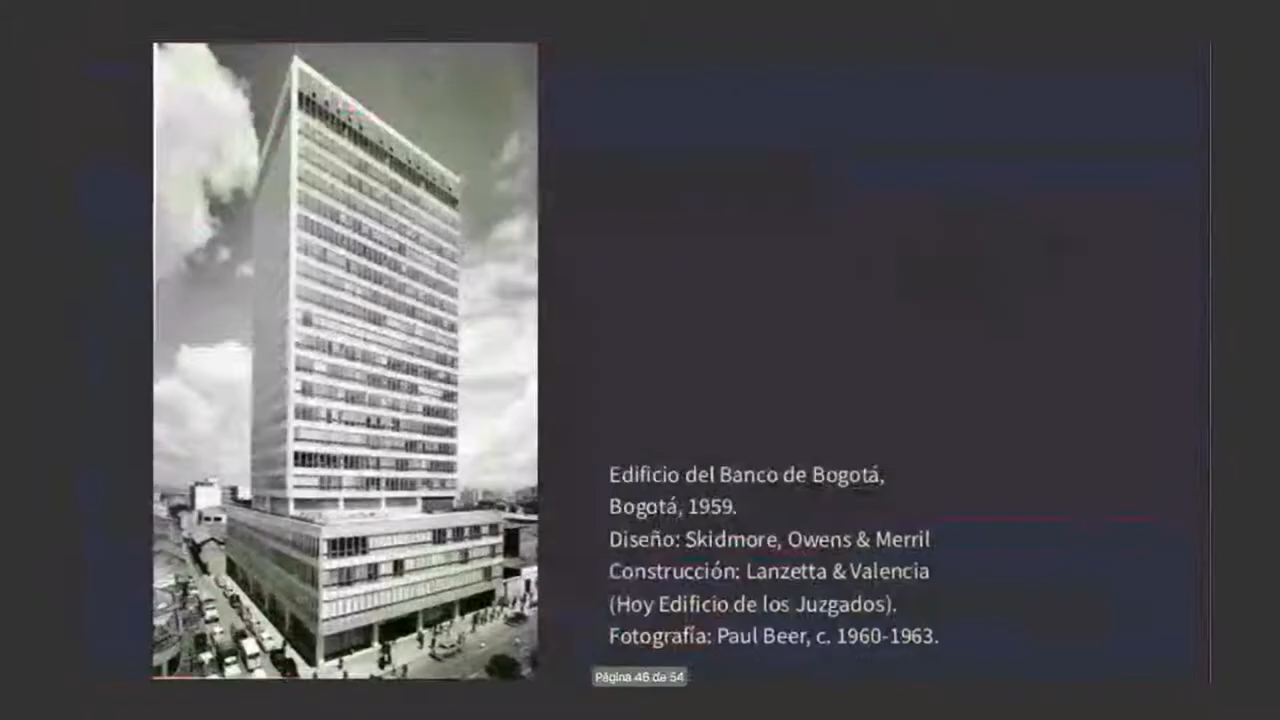 Edificio del Banco de Bogotá,
Bogotá, 1959.
Diseño: Skidmore, Owens & Merril
Construcción: Lanzetta & Valencia
(Hoy Edificio de los Juzgados).
Fotografía: Paul Beer, c. 1960-1963.
Página 46 de 54